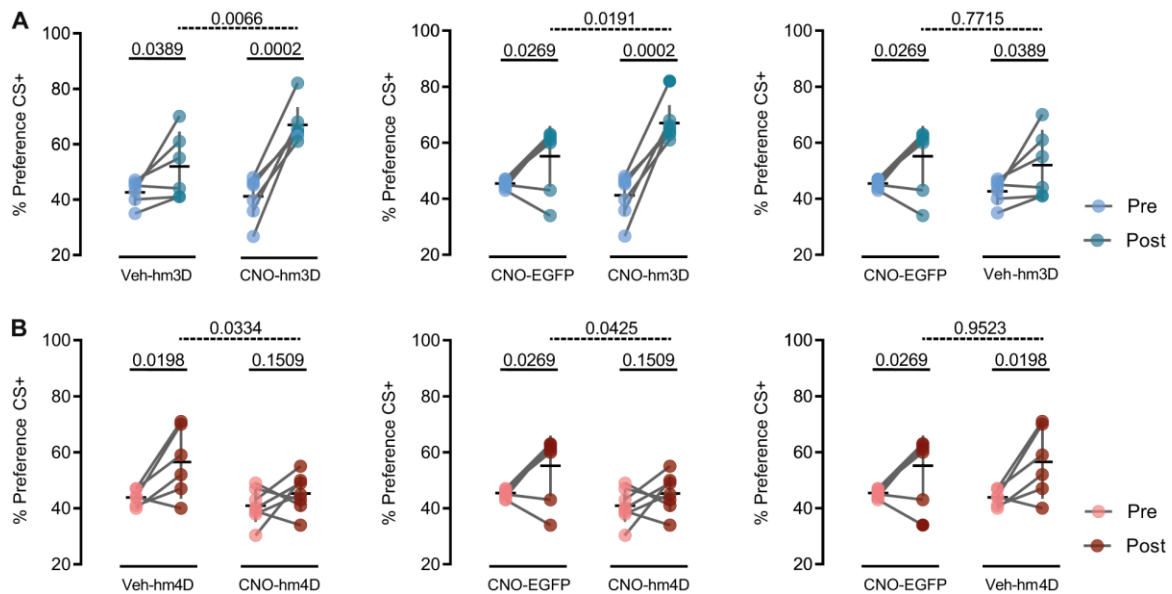 A
0.0066
0.0389 0.0002
% Preference CS+
100
80
60
40
20
Veh-hm3D CNO-hm3D
0.0191
0.0269 0.0002
% Preference CS+
100
80
60
40
20
CNO-EGFP CNO-hm3D
0.7715
0.0269 0.0389
% Preference CS+
100
80
60
40
20
CNO-EGFP Veh-hm3D
Pre
Post
B
0.0334
0.0198 0.1509
% Preference CS+
100
80
60
40
20
Veh-hm4D CNO-hm4D
0.0425
0.0269 0.1509
% Preference CS+
100
80
60
40
20
CNO-EGFP CNO-hm4D
0.9523
0.0269 0.0198
% Preference CS+
100
80
60
40
20
CNO-EGFP Veh-hm4D
Pre
Post